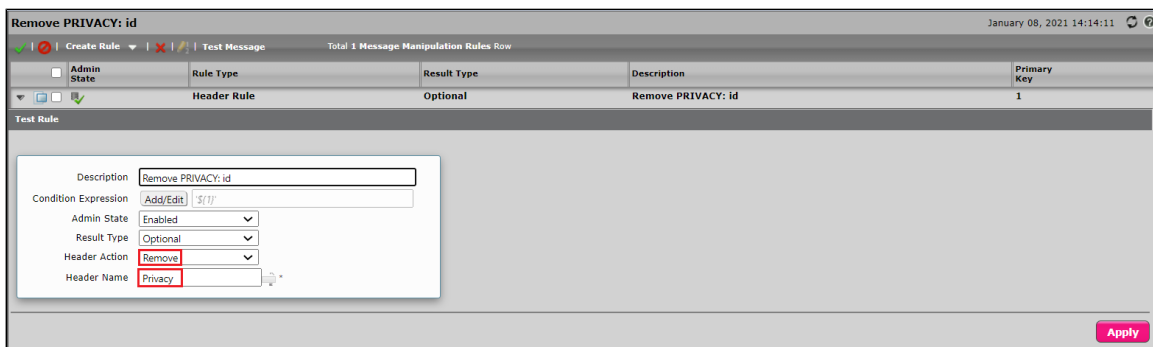 Remove PRIVACY: id January 08, 2021 14:14:11
Create Rule Test Message Total 1 Message Manipulation Rules Row
Admin State Rule Type Result Type Description Primary Key
Header Rule Optional Remove PRIVACY: id 1
Test Rule
Description Remove PRIVACY: id
Condition Expression Add/Edit '${1}'
Admin State Enabled
Result Type Optional
Header Action Remove
Header Name Privacy *
Apply